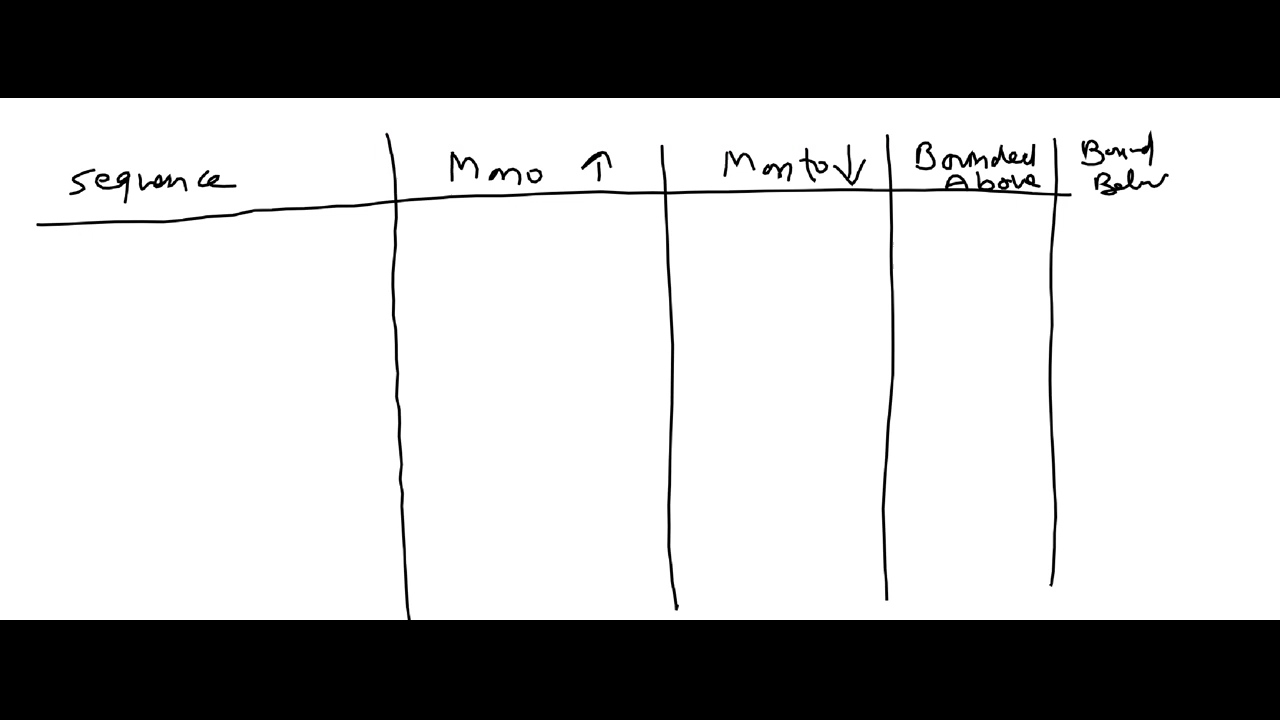 sequence
Mono ↑
Monto ↓
Bounded
Above
Bound
Below